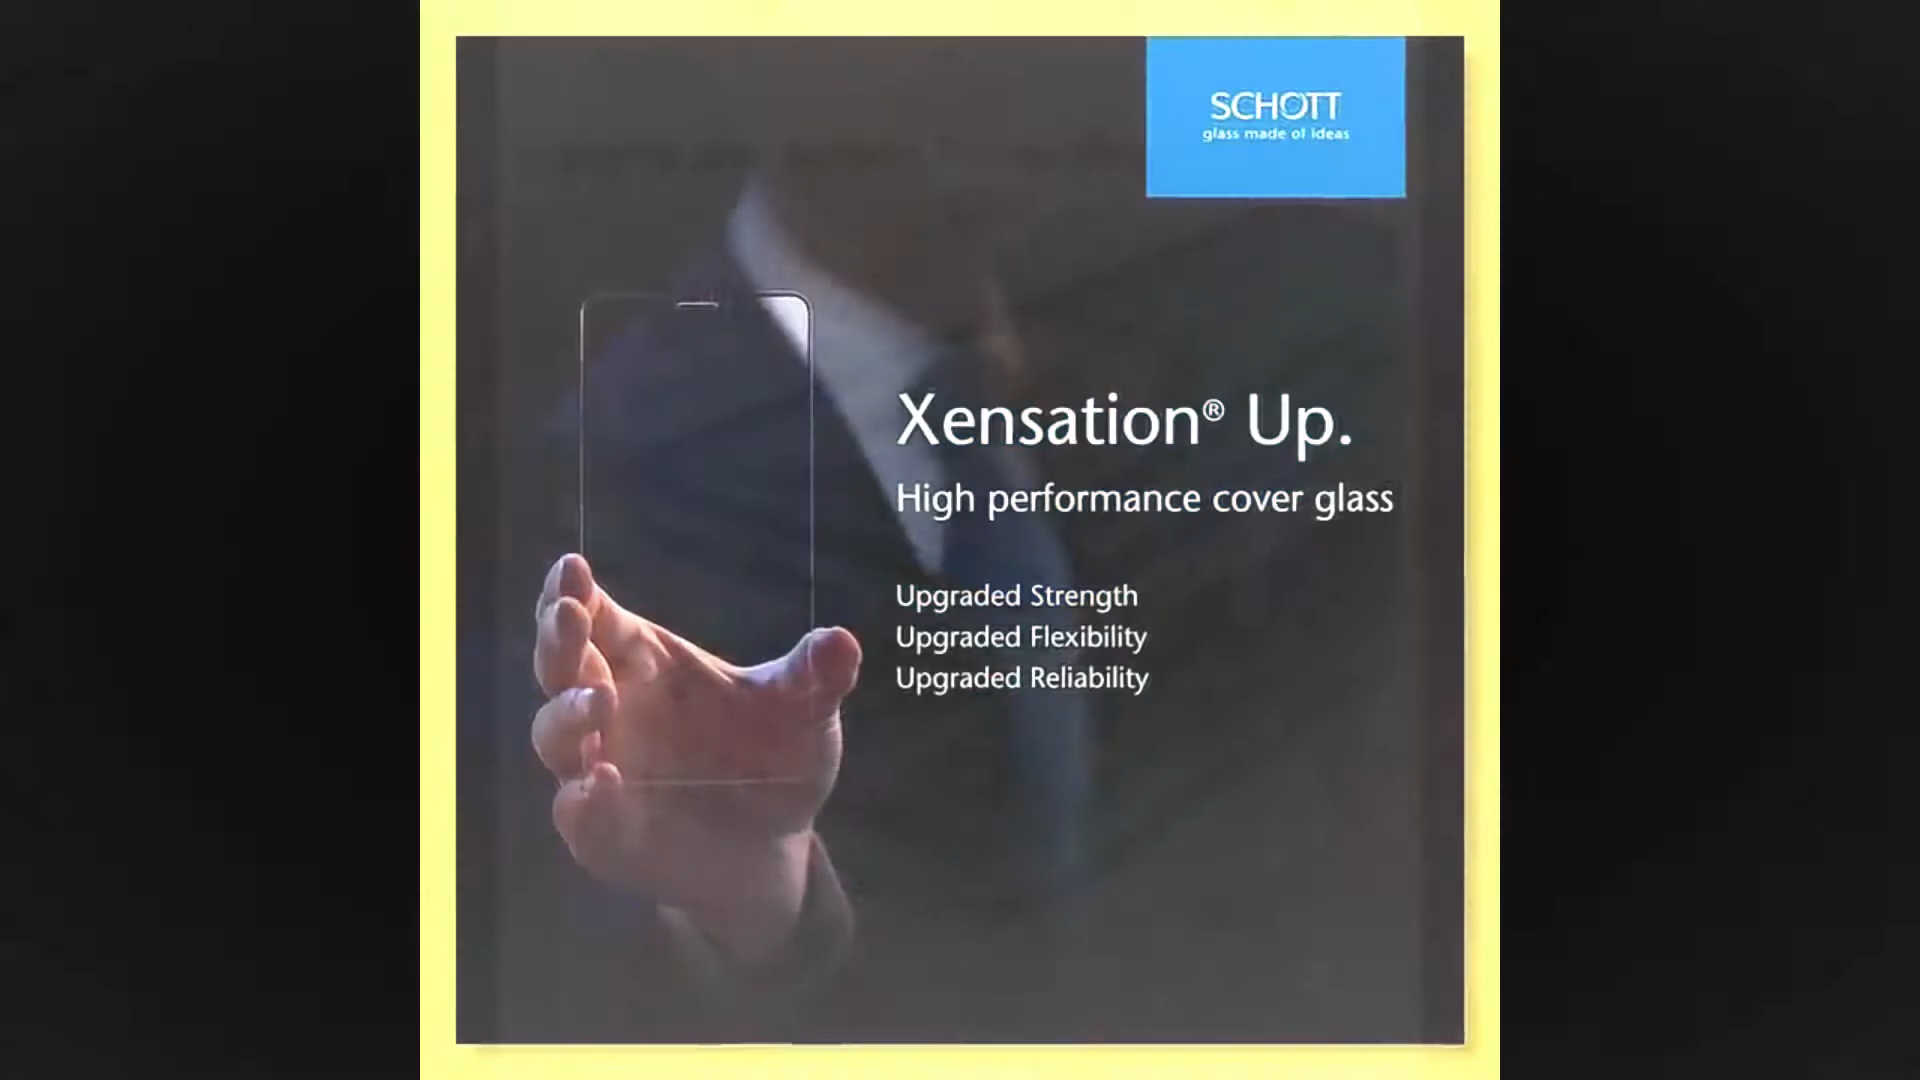 SCHOTT
glass made of ideas
Xensation® Up.
High performance cover glass
Upgraded Strength
Upgraded Flexibility
Upgraded Reliability